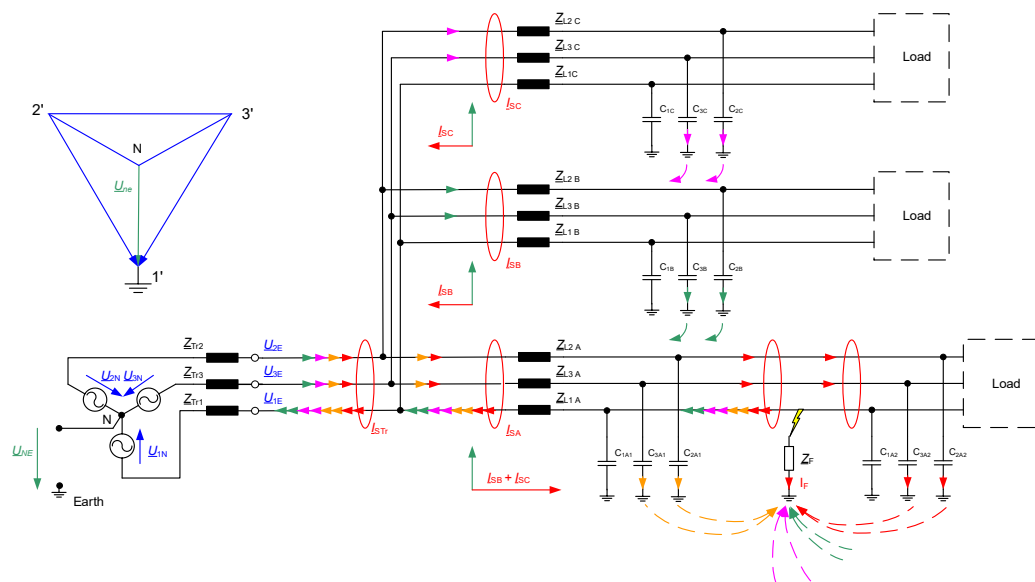 Z_L2 C
Z_L3 C
Z_L1C
Load
I_SC
C_1C
C_3C
C_2C
I_SC
2'
3'
N
U_ne
1'
Z_L2 B
Z_L3 B
Z_L1 B
Load
I_SB
C_1B
C_3B
C_2B
I_SB
Z_Tr2
U_2E
Z_L2 A
U_2N U_3N
Z_Tr3
U_3E
Z_L3 A
Load
Z_Tr1
U_1E
Z_L1 A
N
I_STr
I_SA
U_NE
U_1N
C_1A1
C_3A1
C_2A1
Z_F
C_1A2
C_3A2
C_2A2
I_SB + I_SC
I_F
Earth